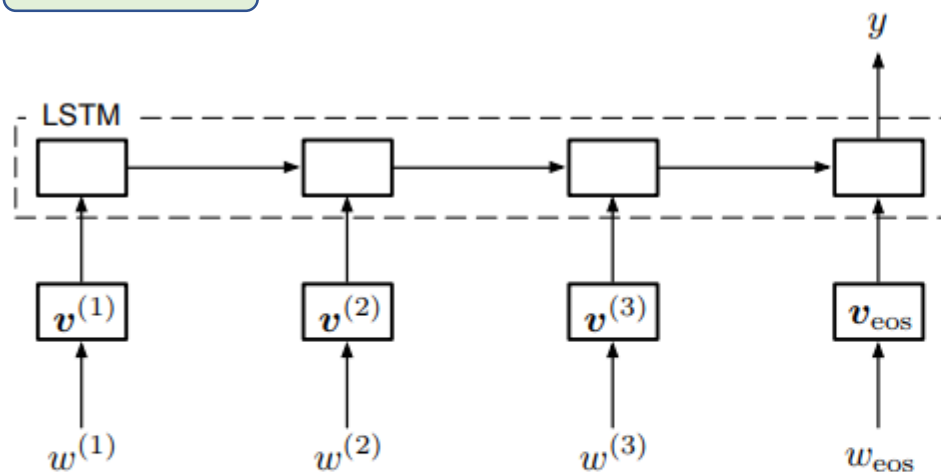 y
LSTM
v^(1) v^(2) v^(3) v_eos
w^(1) w^(2) w^(3) w_eos